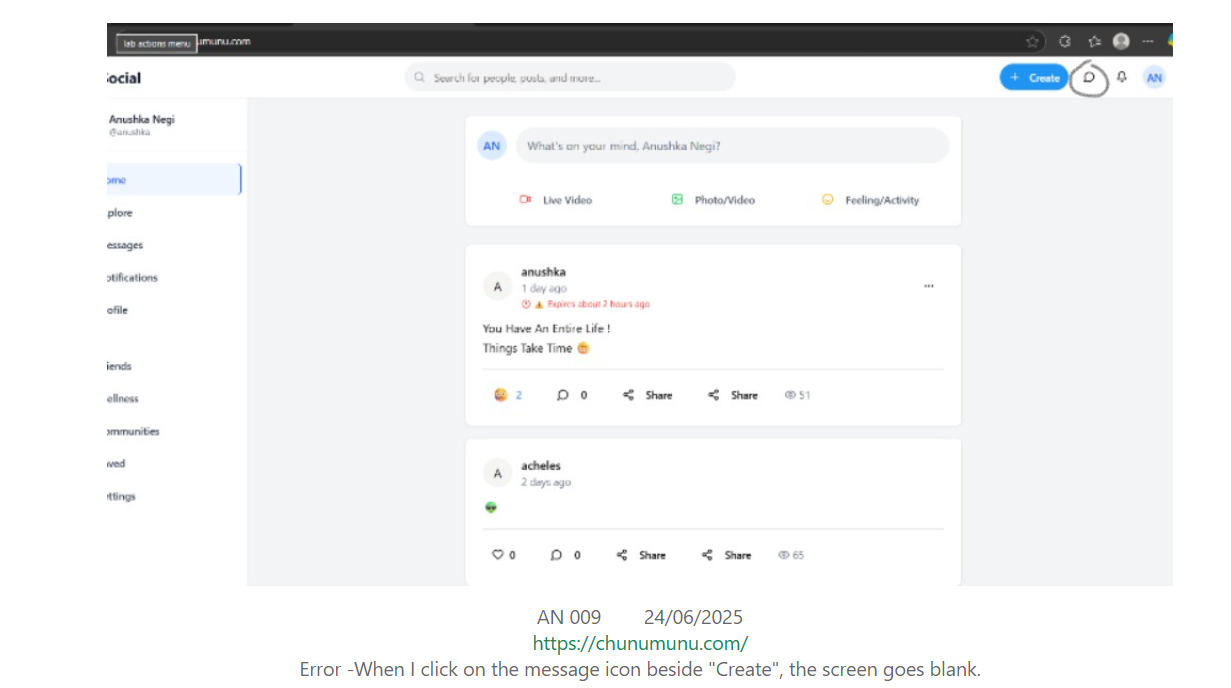 Tab actions menu
umunu.com
ocial
Search for people, posts, and more...
+ Create
AN
Anushka Negi
@anushka
ome
plore
essages
otifications
ofile
iends
ellness
ommunities
ved
ttings
AN
What's on your mind, Anushka Negi?
Live Video
Photo/Video
Feeling/Activity
A
anushka
1 day ago
Expires about 2 hours ago
...
You Have An Entire Life !
Things Take Time 😊
2
0
Share
Share
51
A
acheles
2 days ago
0
0
Share
Share
65
AN 009 24/06/2025
https://chunumunu.com/
Error -When I click on the message icon beside "Create", the screen goes blank.